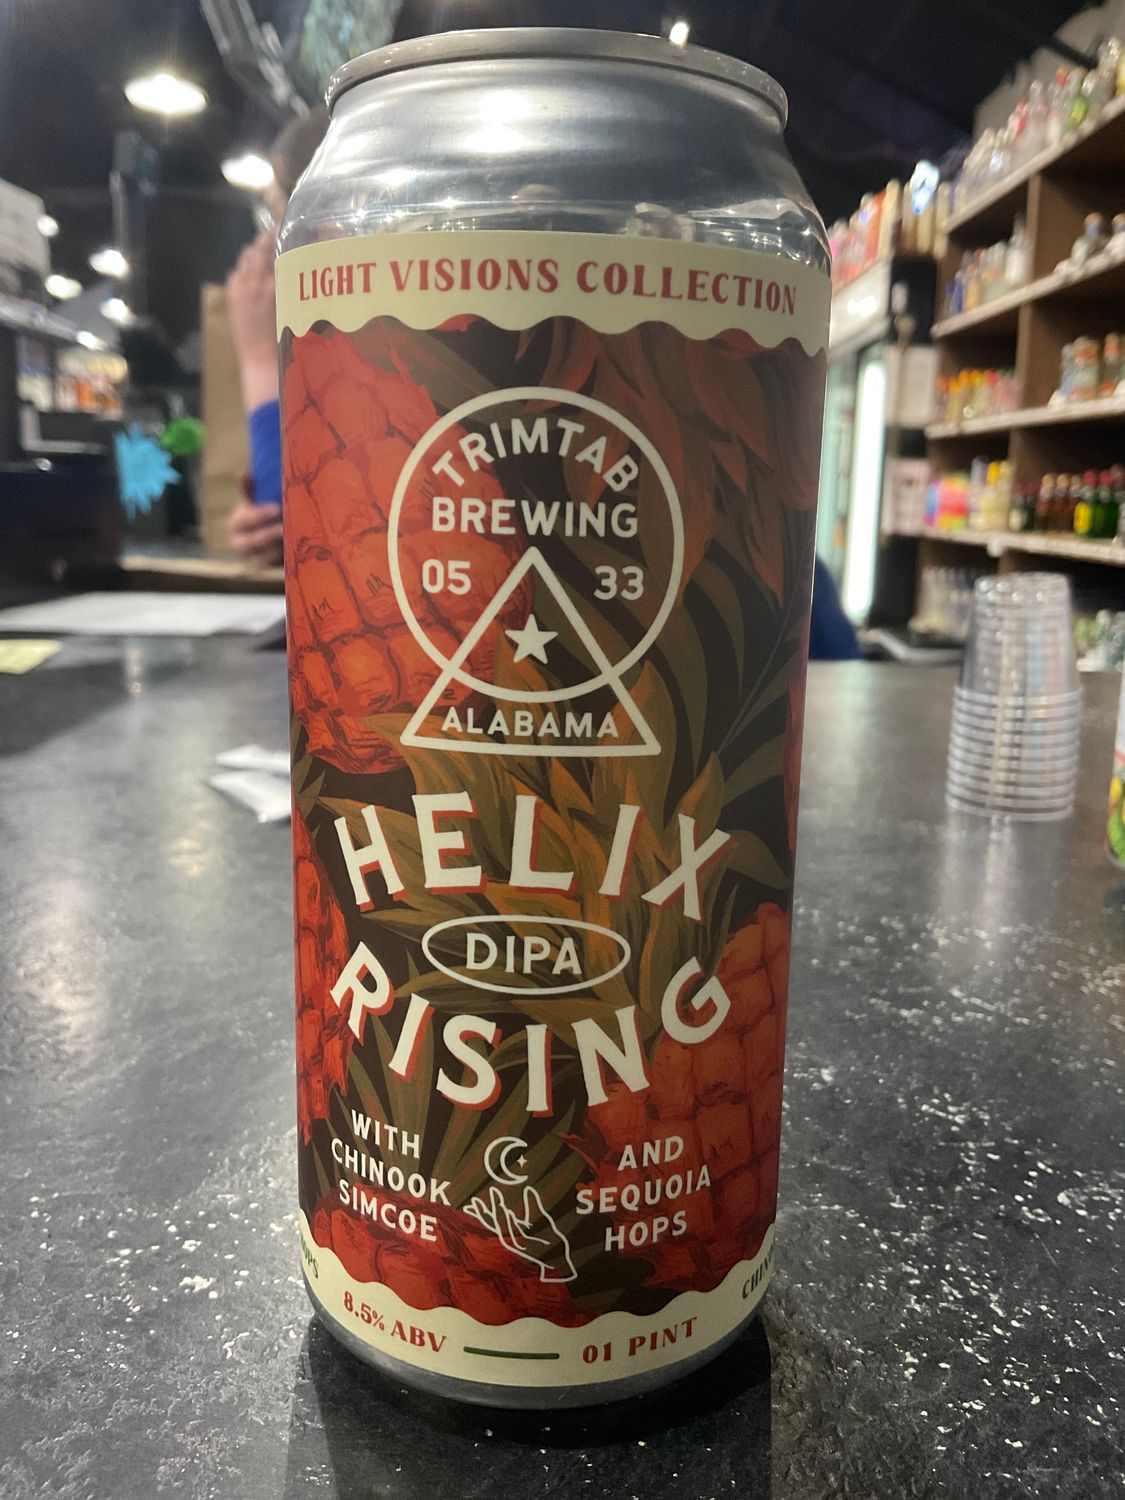 LIGHT VISIONS COLLECTION
TRIMTAB
BREWING
05 33
ALABAMA
HELIX
DIPA
RISING
WITH
CHINOOK
SIMCOE
AND
SEQUOIA
HOPS
8.5% ABV
01 PINT